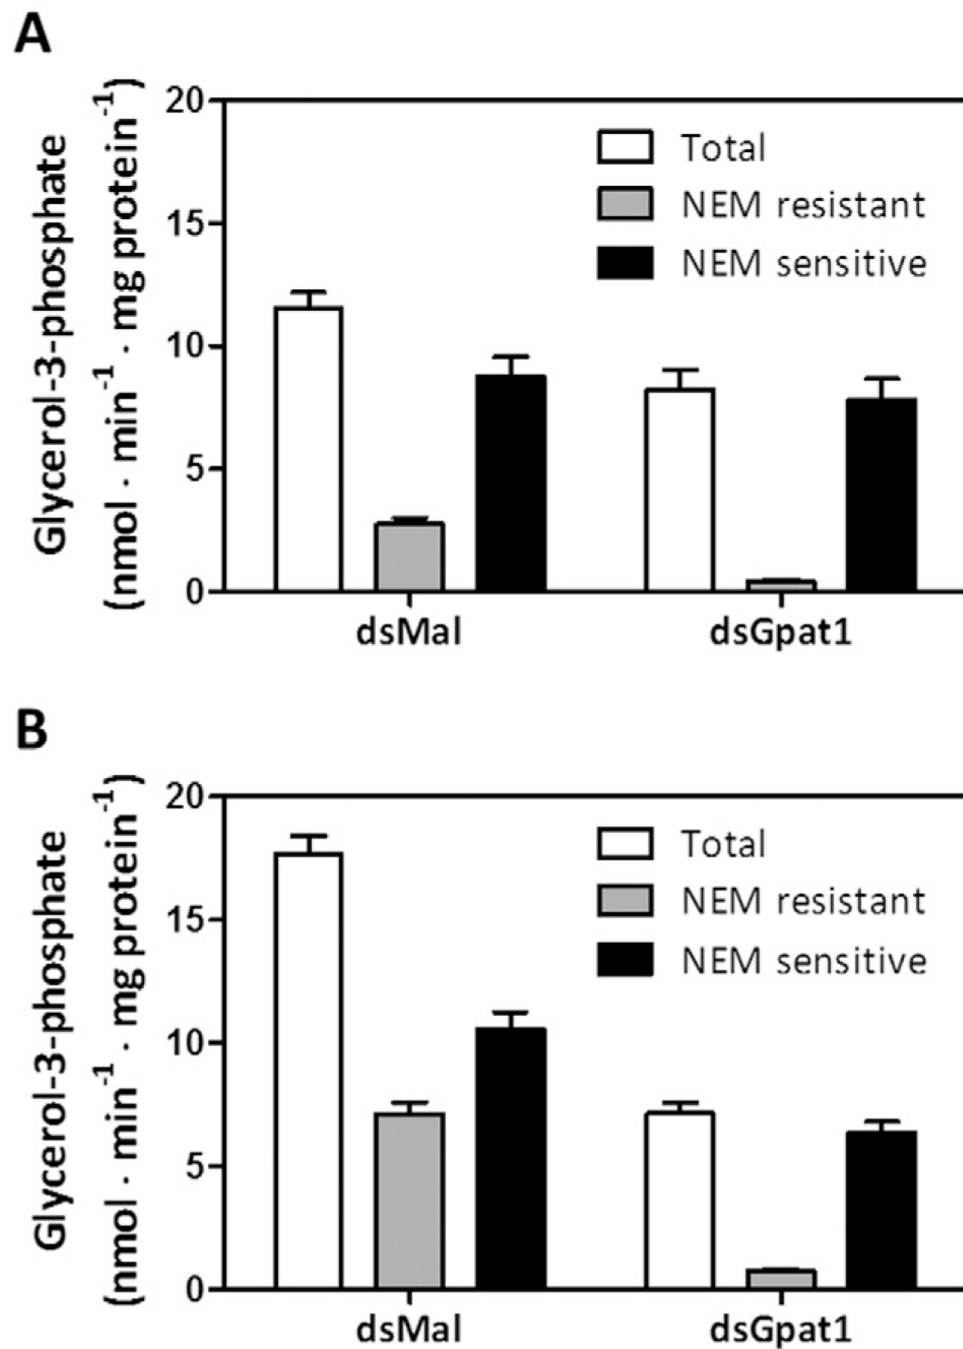 A
Glycerol-3-phosphate
(nmol · min⁻¹ · mg protein⁻¹)
20
15
10
5
0
Total
NEM resistant
NEM sensitive
dsMal
dsGpat1
B
Glycerol-3-phosphate
(nmol · min⁻¹ · mg protein⁻¹)
20
15
10
5
0
Total
NEM resistant
NEM sensitive
dsMal
dsGpat1